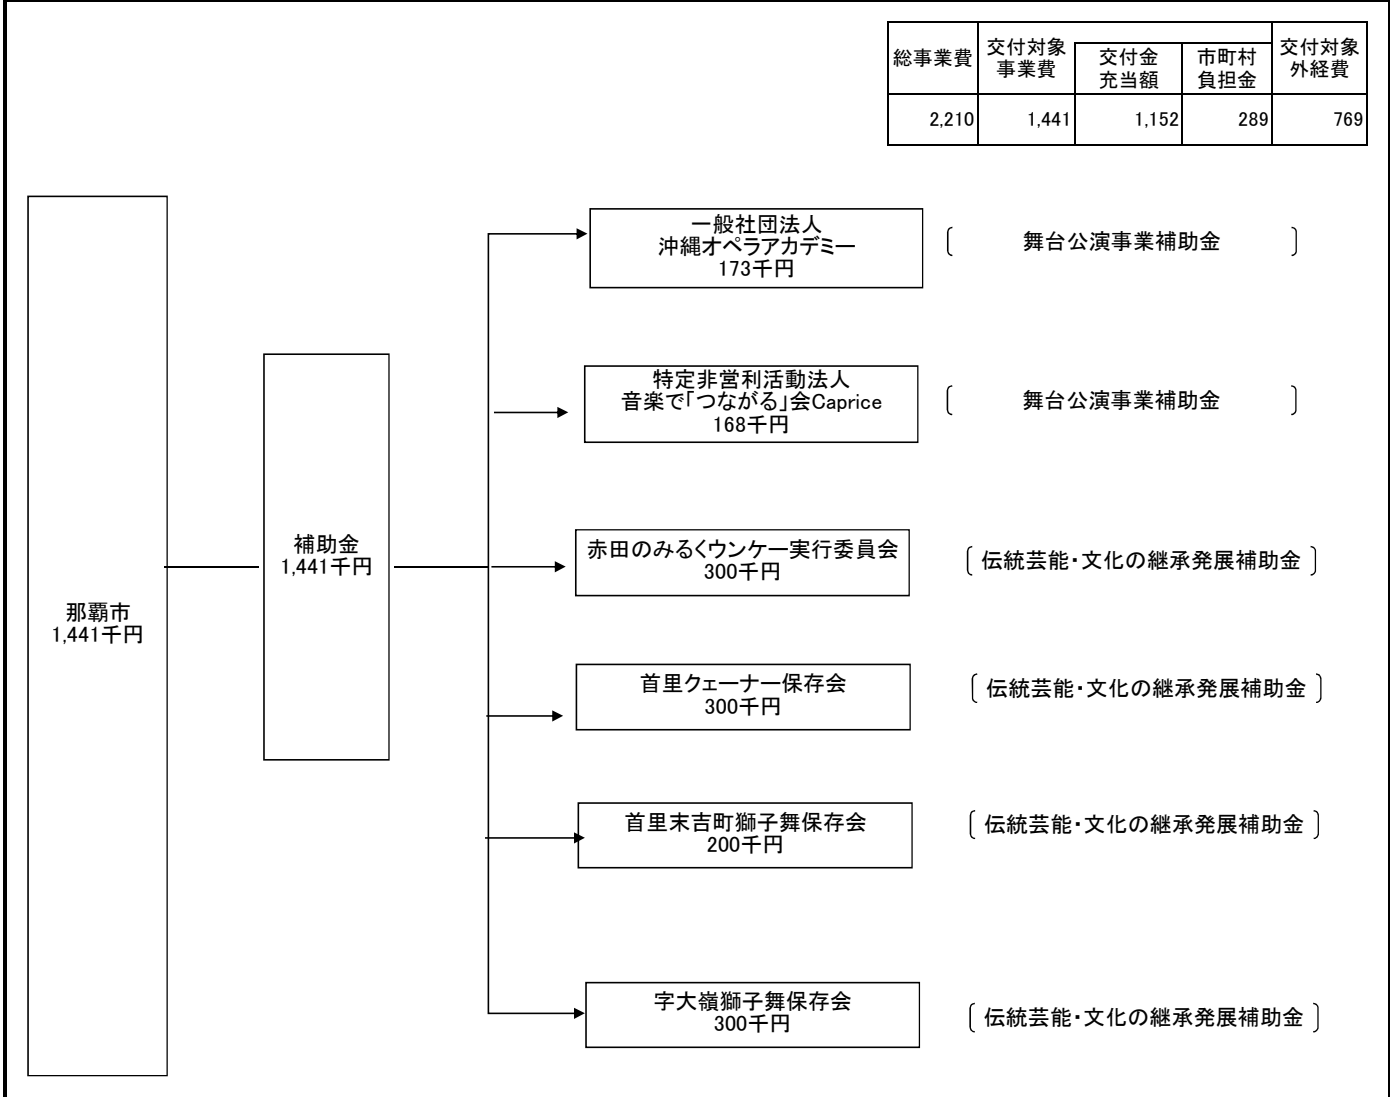 総事業費
交付対象
事業費
交付金
充当額
市町村
負担金
交付対象
外経費
2,210
1,441
1,152
289
769
那覇市
1,441千円
補助金
1,441千円
一般社団法人
沖縄オペラアカデミー
173千円
舞台公演事業補助金
特定非営利活動法人
音楽で「つながる」会Caprice
168千円
舞台公演事業補助金
赤田のみるくウンケー実行委員会
300千円
伝統芸能・文化の継承発展補助金
首里クェーナー保存会
300千円
伝統芸能・文化の継承発展補助金
首里末吉町獅子舞保存会
200千円
伝統芸能・文化の継承発展補助金
字大嶺獅子舞保存会
300千円
伝統芸能・文化の継承発展補助金